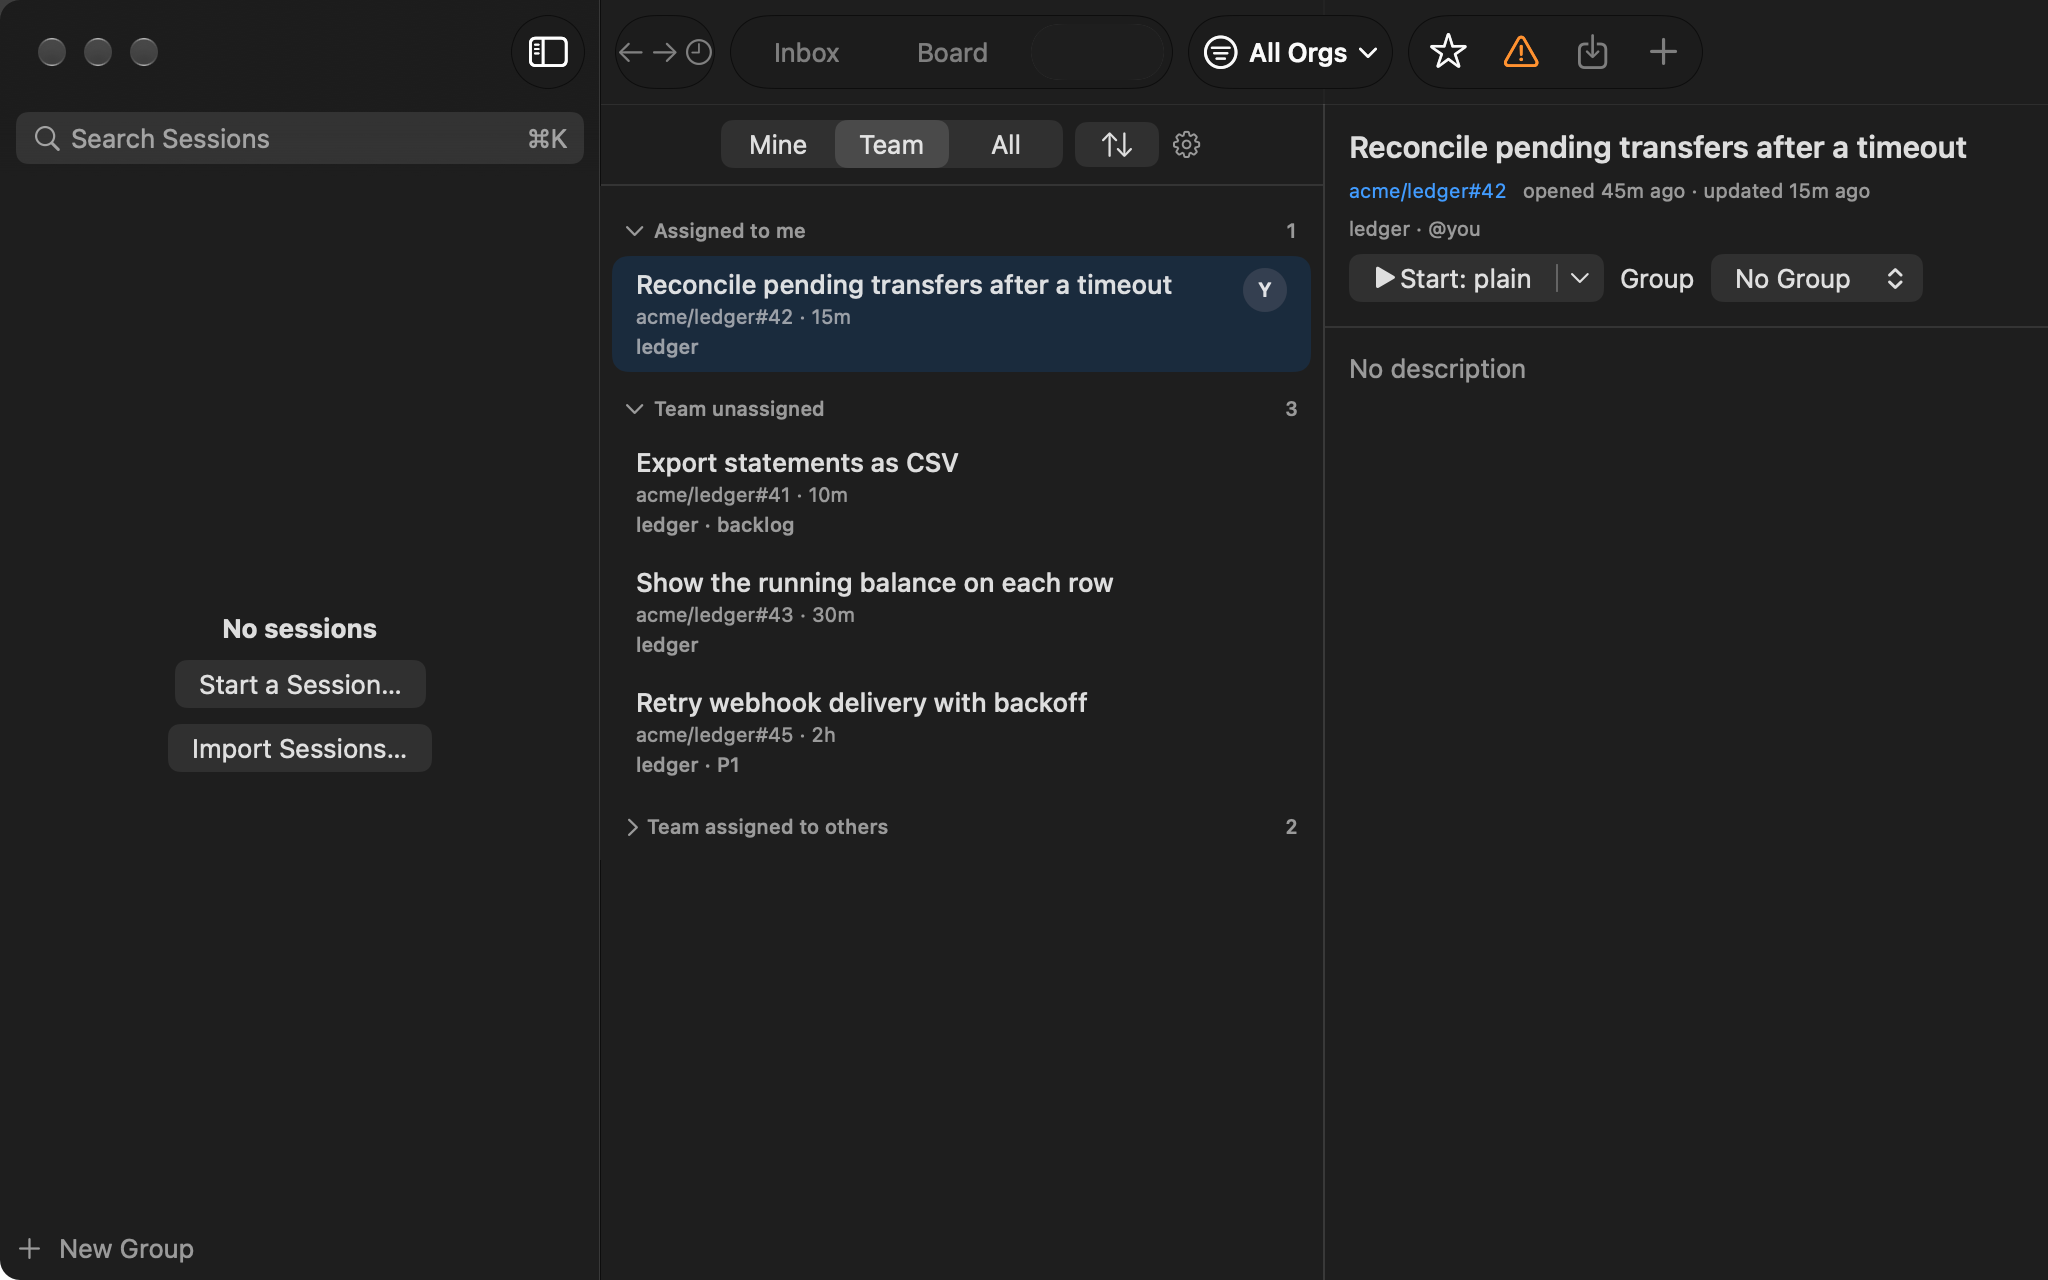 Inbox
Board
All Orgs
Search Sessions
⌘K
No sessions
Start a Session...
Import Sessions...
New Group
Mine
Team
All
Assigned to me
1
Reconcile pending transfers after a timeout
Y
acme/ledger#42 · 15m
ledger
Team unassigned
3
Export statements as CSV
acme/ledger#41 · 10m
ledger · backlog
Show the running balance on each row
acme/ledger#43 · 30m
ledger
Retry webhook delivery with backoff
acme/ledger#45 · 2h
ledger · P1
Team assigned to others
2
Reconcile pending transfers after a timeout
acme/ledger#42 opened 45m ago · updated 15m ago
ledger · @you
Start: plain
Group
No Group
No description